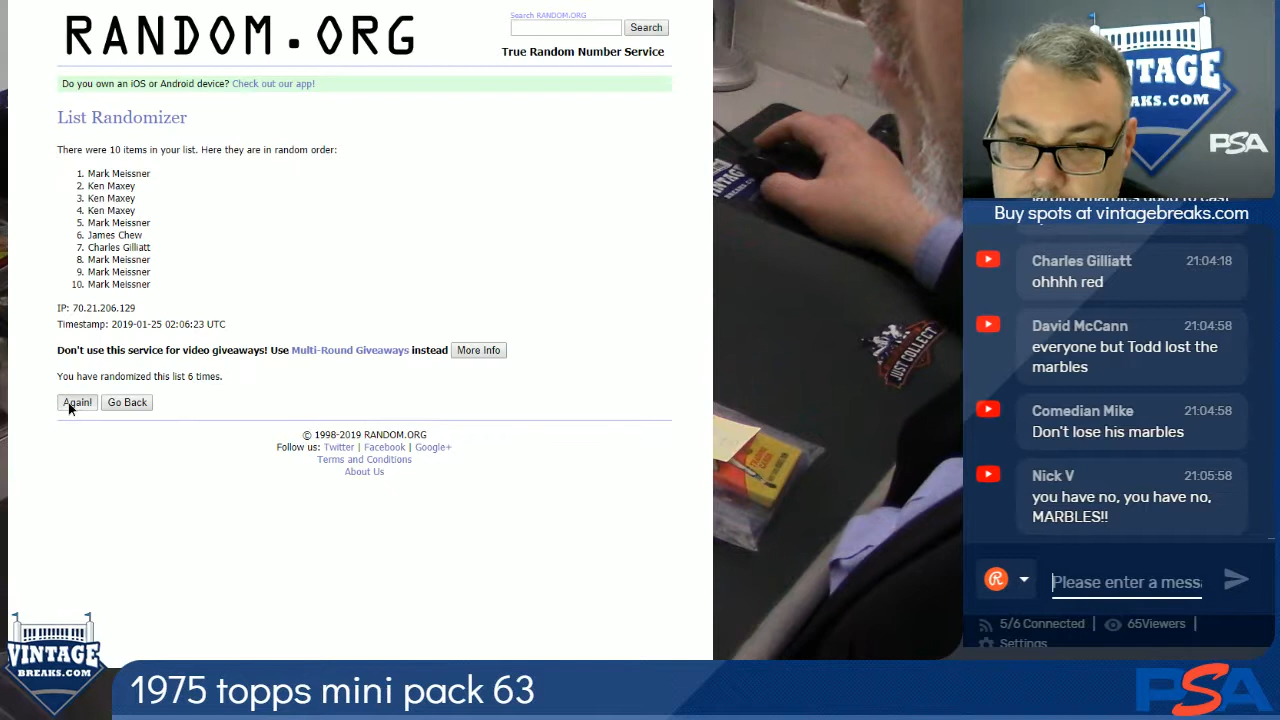 RANDOM.ORG
Search RANDOM.ORG
Search
True Random Number Service
Do you own an iOS or Android device? Check out our app!
List Randomizer
There were 10 items in your list. Here they are in random order:
1. Mark Meissner
2. Ken Maxey
3. Ken Maxey
4. Ken Maxey
5. Mark Meissner
6. James Chew
7. Charles Gilliatt
8. Mark Meissner
9. Mark Meissner
10. Mark Meissner
IP: 70.21.206.129
Timestamp: 2019-01-25 02:06:23 UTC
Don't use this service for video giveaways! Use Multi-Round Giveaways instead More Info
You have randomized this list 6 times.
Again! Go Back
© 1998-2019 RANDOM.ORG
Follow us: Twitter | Facebook | Google+
Terms and Conditions
About Us
VINTAGE
BREAKS.COM
JUST COLLECT
TRADING
CARDS
VINTAGE
EAKS.COM
PSA
Buy spots at vintagebreaks.com
Charles Gilliatt 21:04:18
ohhhh red
David McCann 21:04:58
everyone but Todd lost the
marbles
Comedian Mike 21:04:58
Don't lose his marbles
Nick V 21:05:58
you have no, you have no,
MARBLES!!
Please enter a messa
5/6 Connected | 65Viewers |
Settings
VINTAGE
BREAKS.COM
1975 topps mini pack 63
PSA